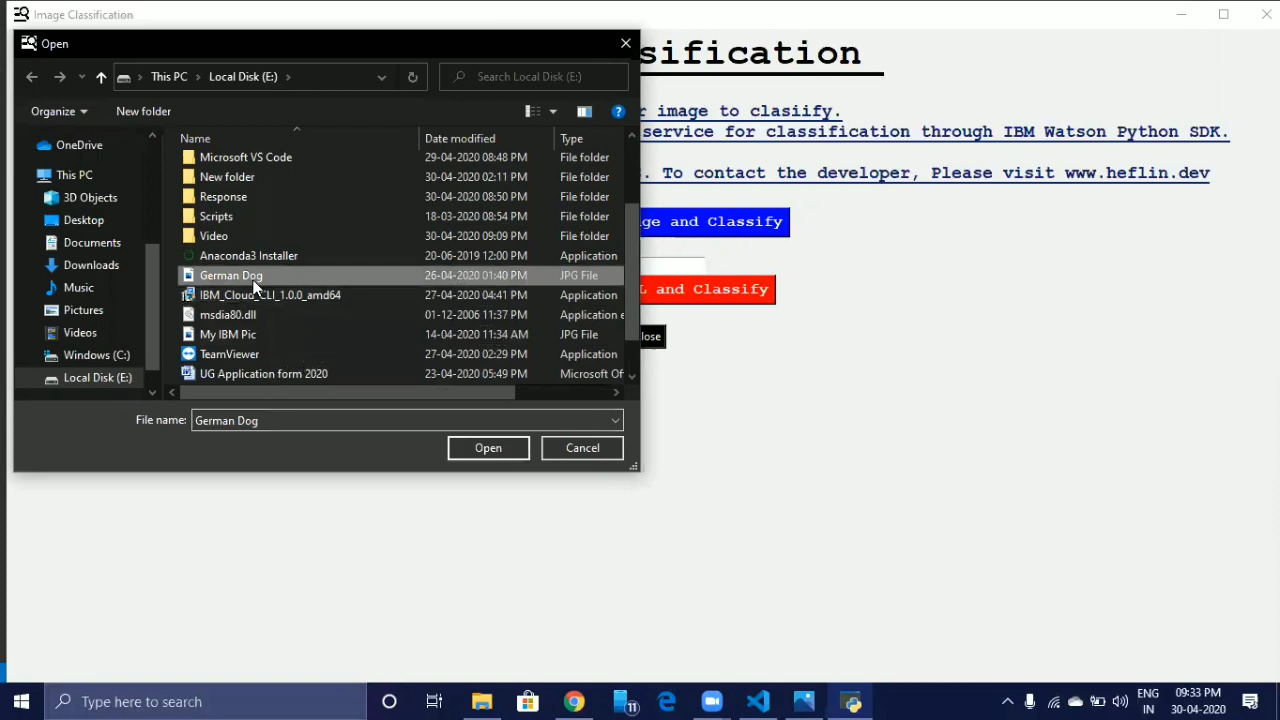 Image Classification
Open
sification
This PC
Local Disk (E:)
Search Local Disk (E:)
image to clasiify.
Organize
New folder
service for classification through IBM Watson Python SDK.
Name
Date modified
Type
OneDrive
Microsoft VS Code
29-04-2020 08:48 PM
File folder
This PC
New folder
30-04-2020 02:11 PM
File folder
. To contact the developer, Please visit www.heflin.dev
3D Objects
Response
30-04-2020 08:50 PM
File folder
Desktop
Scripts
18-03-2020 08:54 PM
File folder
ge and Classify
Documents
Video
30-04-2020 09:09 PM
File folder
Downloads
Anaconda3 Installer
20-06-2019 12:00 PM
Application
Music
German Dog
26-04-2020 01:40 PM
JPG File
L and Classify
Pictures
IBM_Cloud_CLI_1.0.0_amd64
27-04-2020 04:41 PM
Application
Videos
msdia80.dll
01-12-2006 11:37 PM
Application e
Windows (C:)
My IBM Pic
14-04-2020 11:34 AM
JPG File
lose
Local Disk (E:)
TeamViewer
27-04-2020 02:29 PM
Application
UG Application form 2020
23-04-2020 05:49 PM
Microsoft Of
File name:
German Dog
Open
Cancel
Type here to search
11
ENG
IN
09:33 PM
30-04-2020